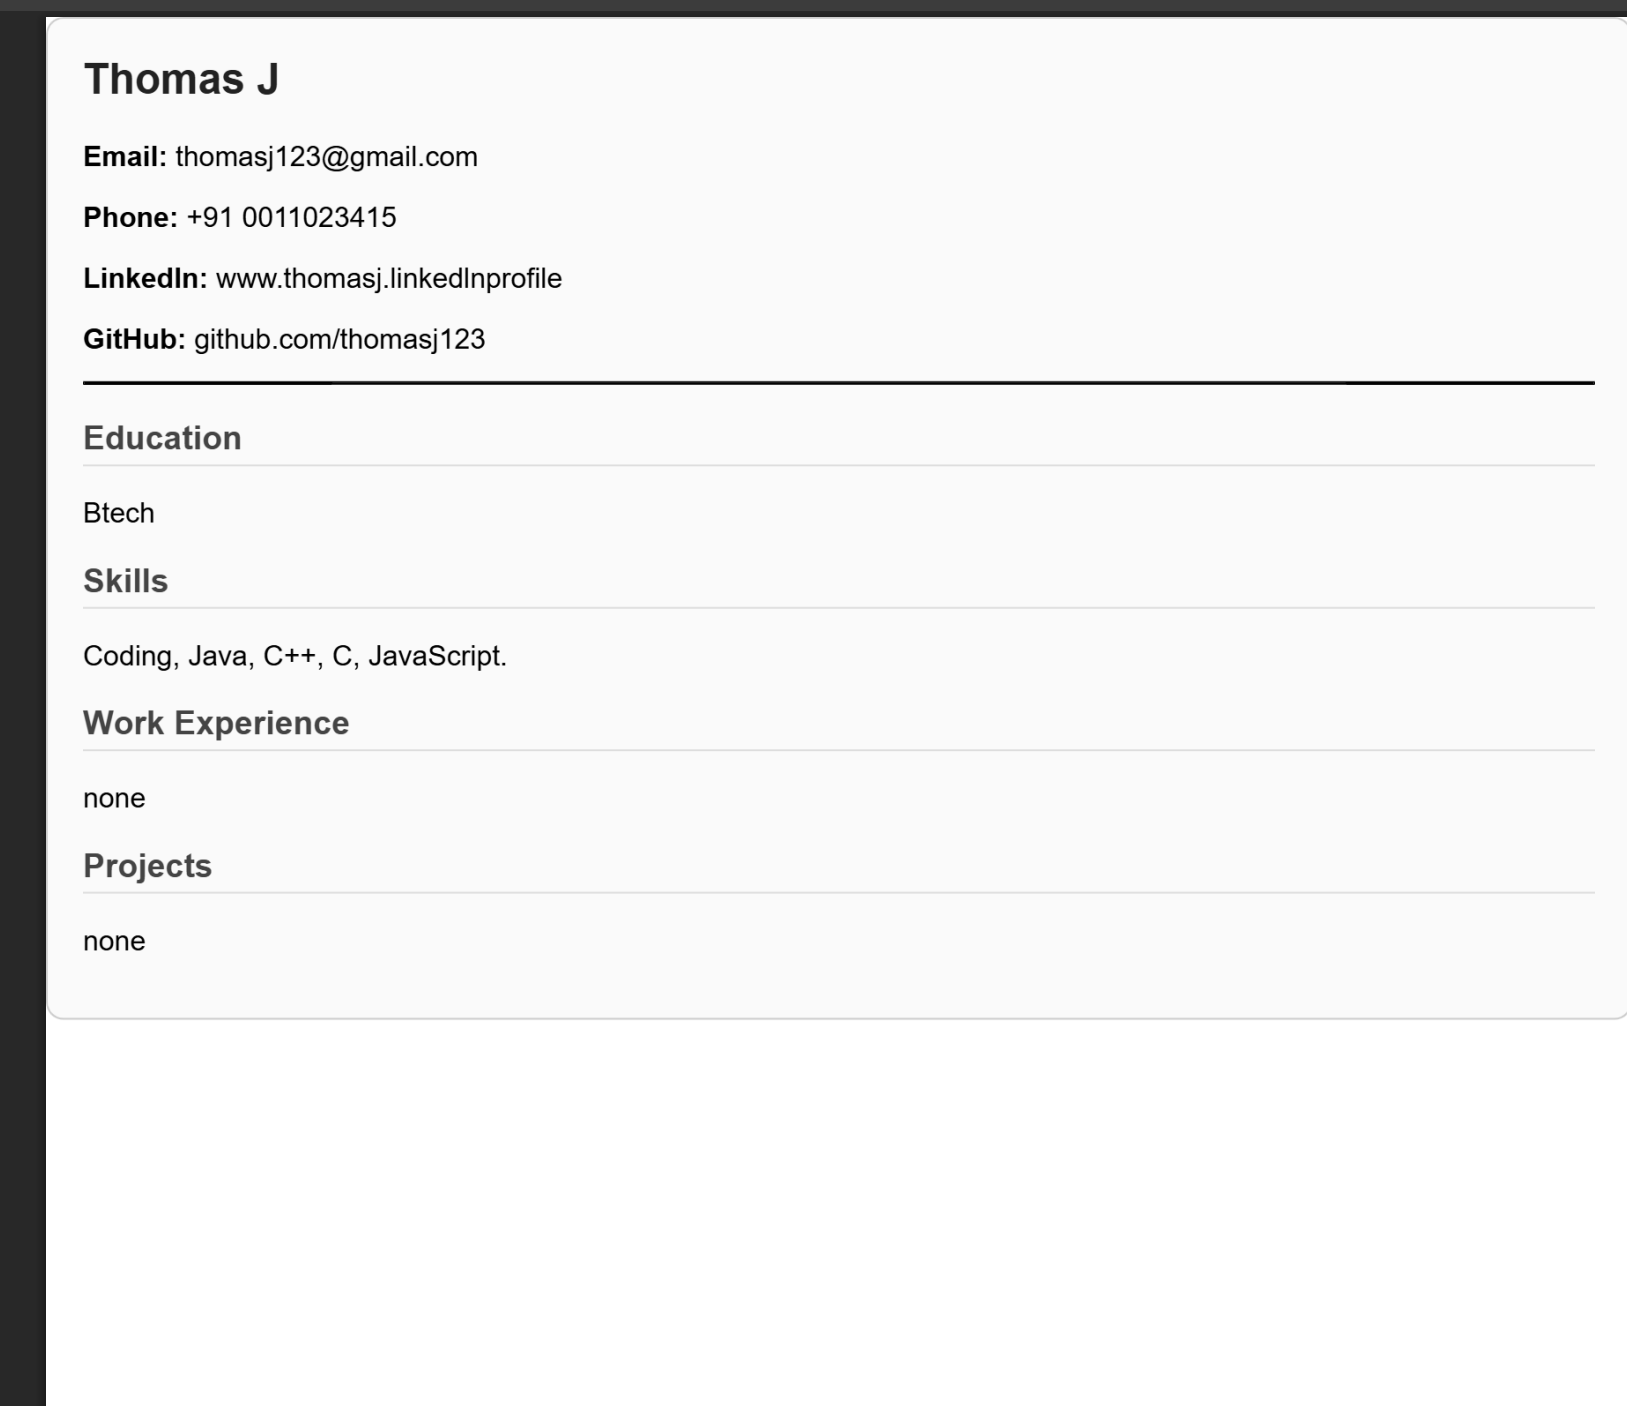 Thomas J
Email: thomasj123@gmail.com
Phone: +91 0011023415
LinkedIn: www.thomasj.linkedInprofile
GitHub: github.com/thomasj123
Education
Btech
Skills
Coding, Java, C++, C, JavaScript.
Work Experience
none
Projects
none